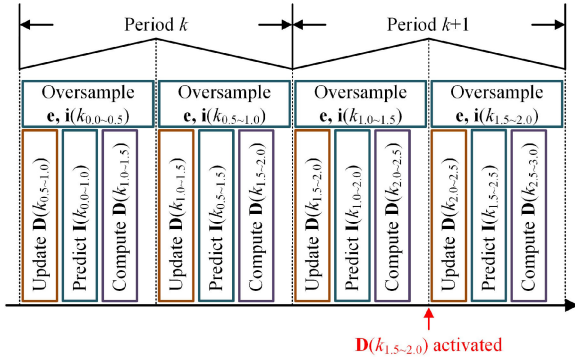 Period k
Period k+1
Oversample
e, i(k0.0~0.5)
Oversample
e, i(k0.5~1.0)
Oversample
e, i(k1.0~1.5)
Oversample
e, i(k1.5~2.0)
Update D(k0.5~1.0)
Predict I(k0.0~1.0)
Compute D(k1.0~1.5)
Update D(k1.0~1.5)
Predict I(k0.5~1.5)
Compute D(k1.5~2.0)
Update D(k1.5~2.0)
Predict I(k1.0~2.0)
Compute D(k2.0~2.5)
Update D(k2.0~2.5)
Predict I(k1.5~2.5)
Compute D(k2.5~3.0)
D(k1.5~2.0) activated